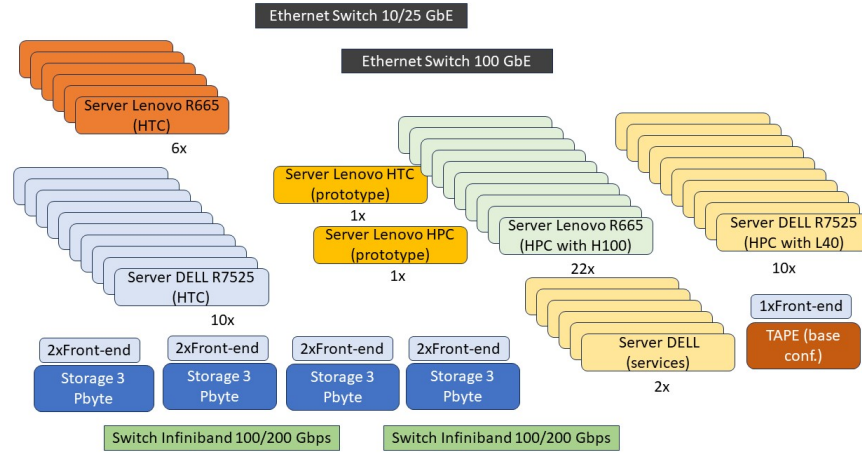 Ethernet Switch 10/25 GbE
Ethernet Switch 100 GbE
Server Lenovo R665
(HTC)
6x
Server Lenovo HTC
(prototype)
1x
Server Lenovo HPC
(prototype)
1x
Server Lenovo R665
(HPC with H100)
22x
Server DELL R7525
(HPC with L40)
10x
Server DELL R7525
(HTC)
10x
Server DELL
(services)
2x
1xFront-end
TAPE (base
conf.)
2xFront-end
Storage 3
Pbyte
2xFront-end
Storage 3
Pbyte
2xFront-end
Storage 3
Pbyte
2xFront-end
Storage 3
Pbyte
Switch Infiniband 100/200 Gbps
Switch Infiniband 100/200 Gbps